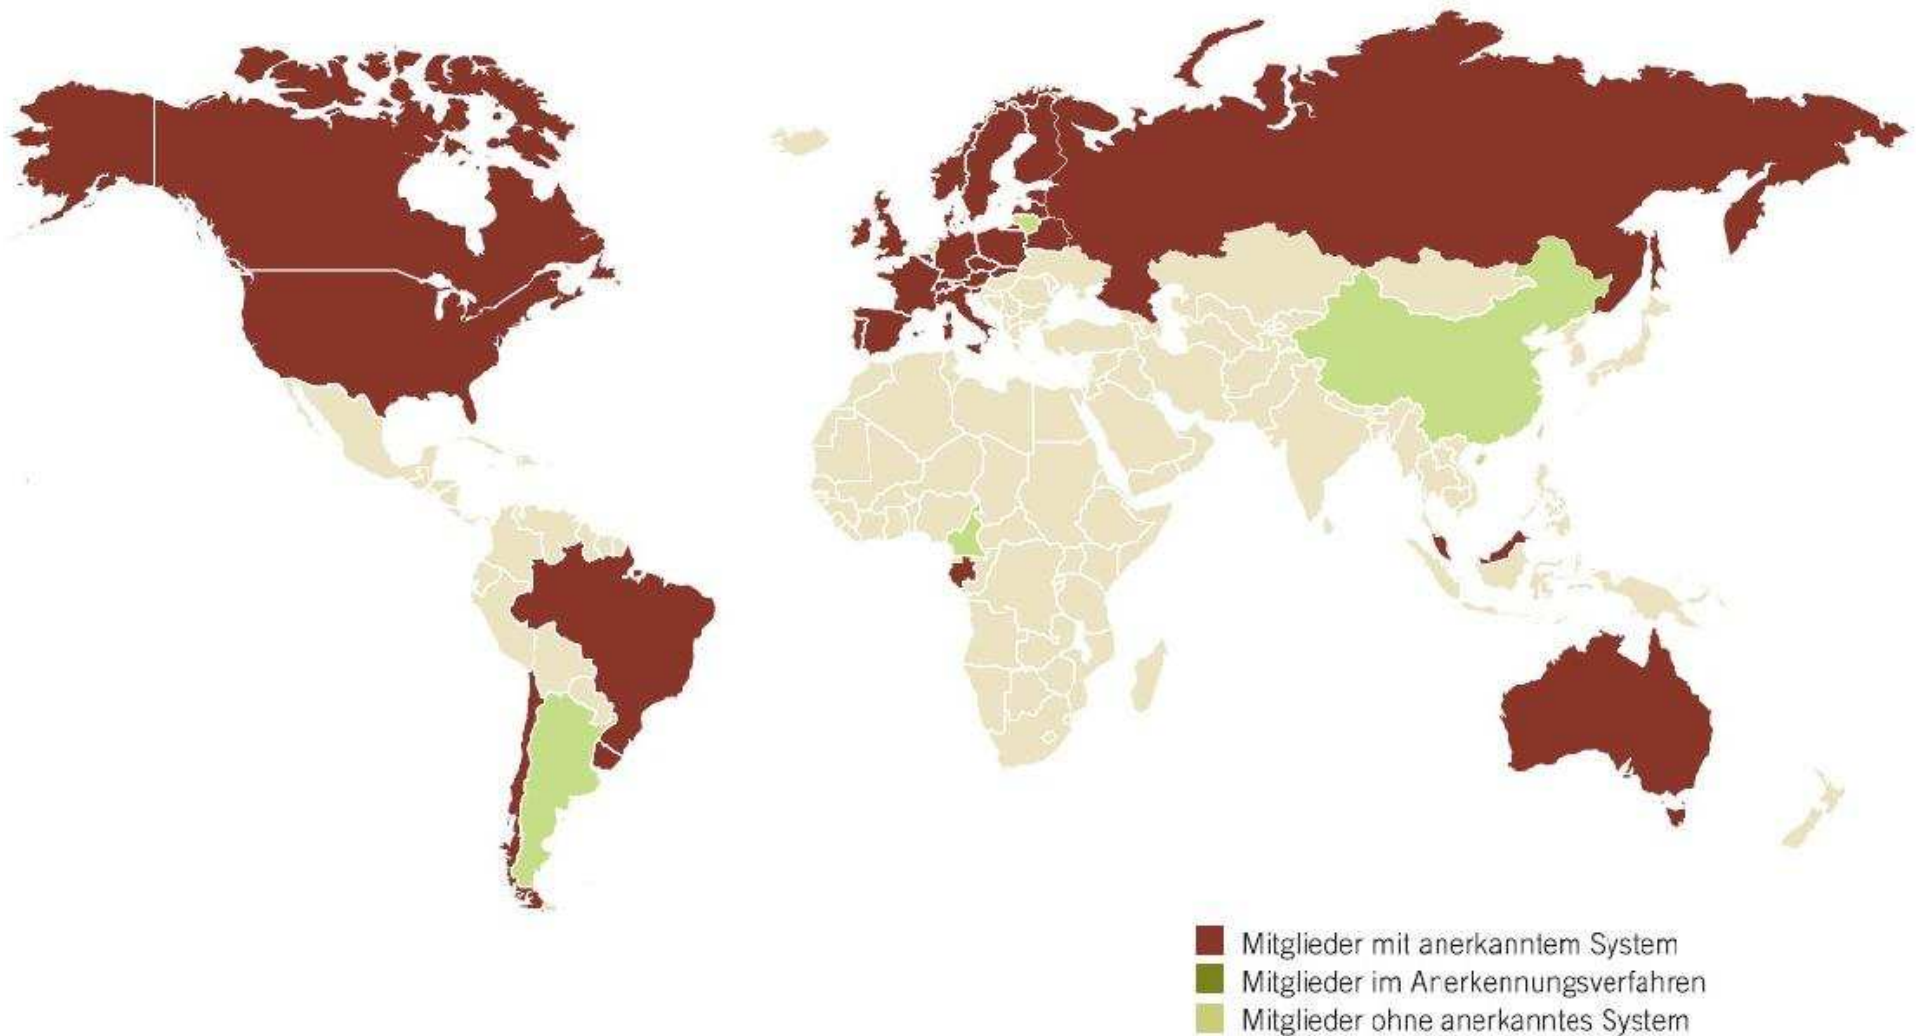 Mitglieder mit anerkanntem System
Mitglieder im Anerkennungsverfahren
Mitglieder ohne anerkanntes System